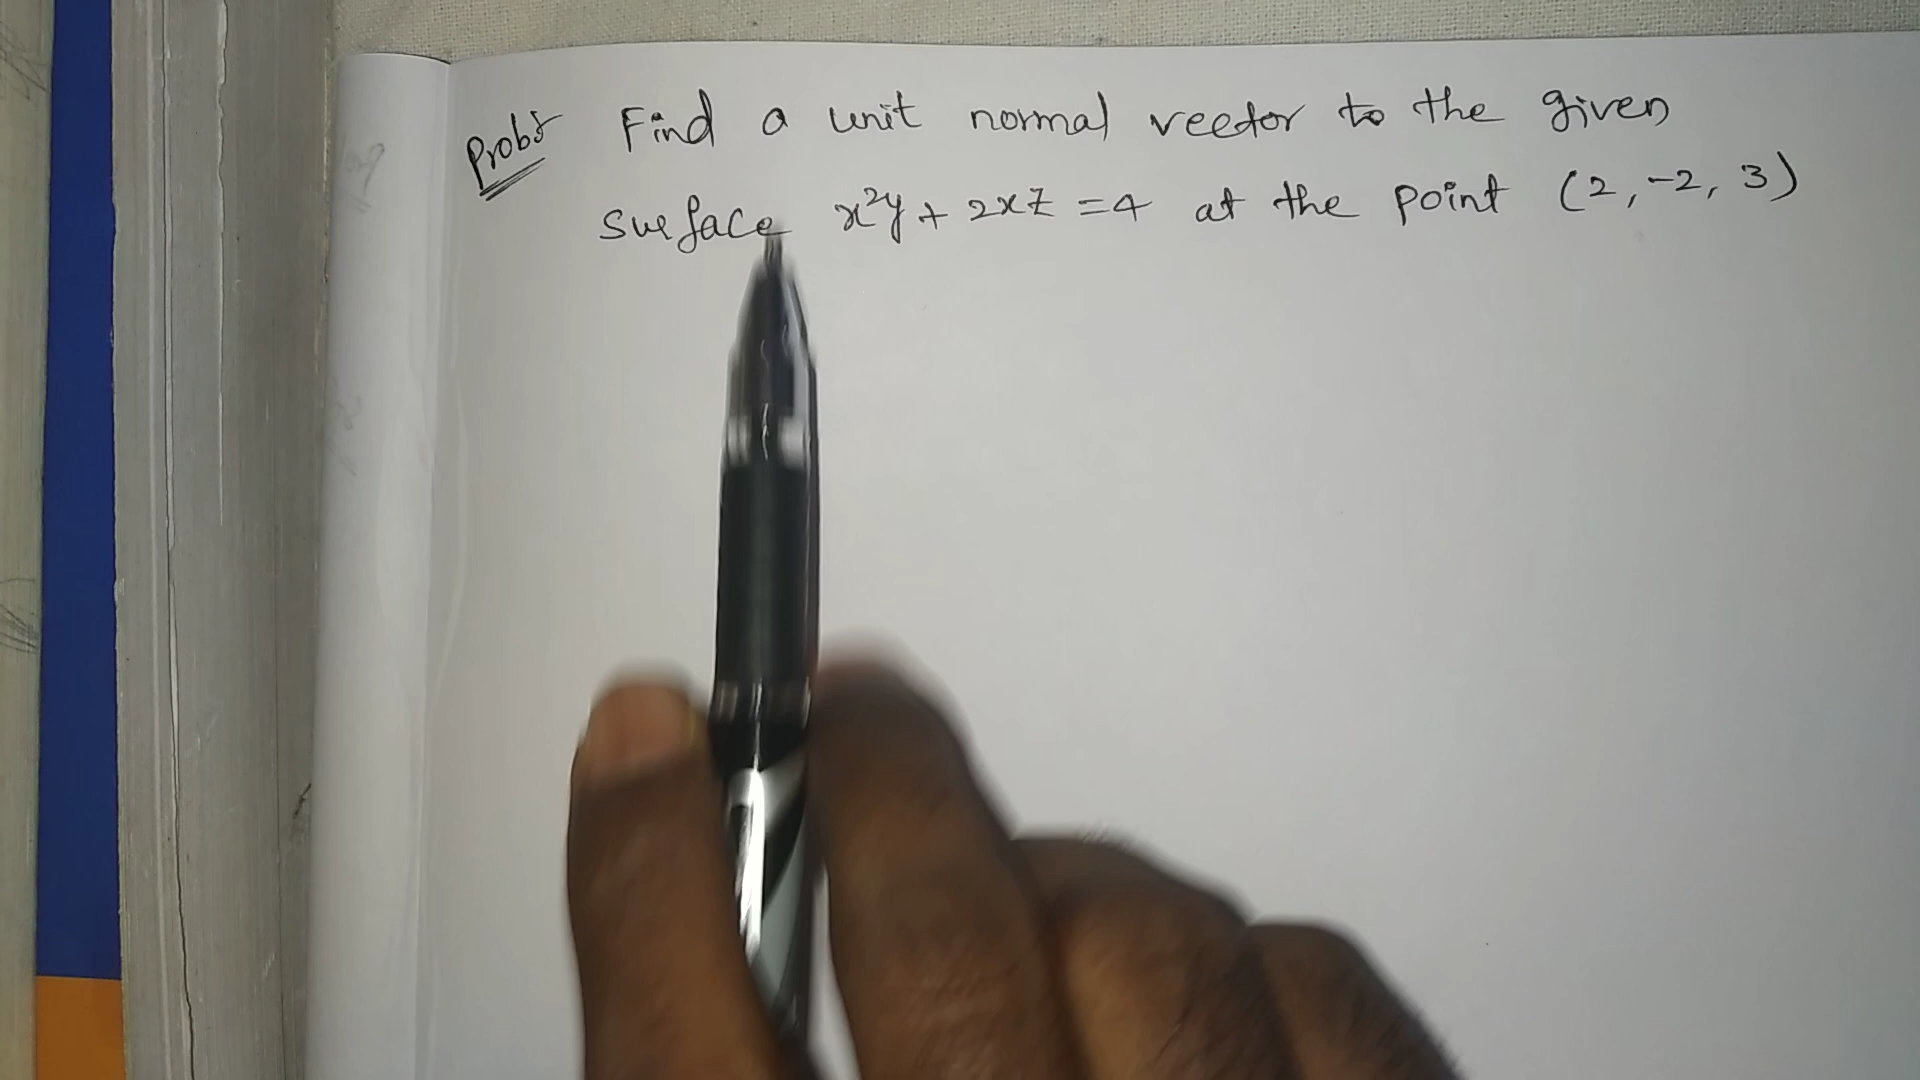 Prob:- Find a unit normal vector to the given
surface x²y + 2xz = 4 at the point (2, -2, 3)